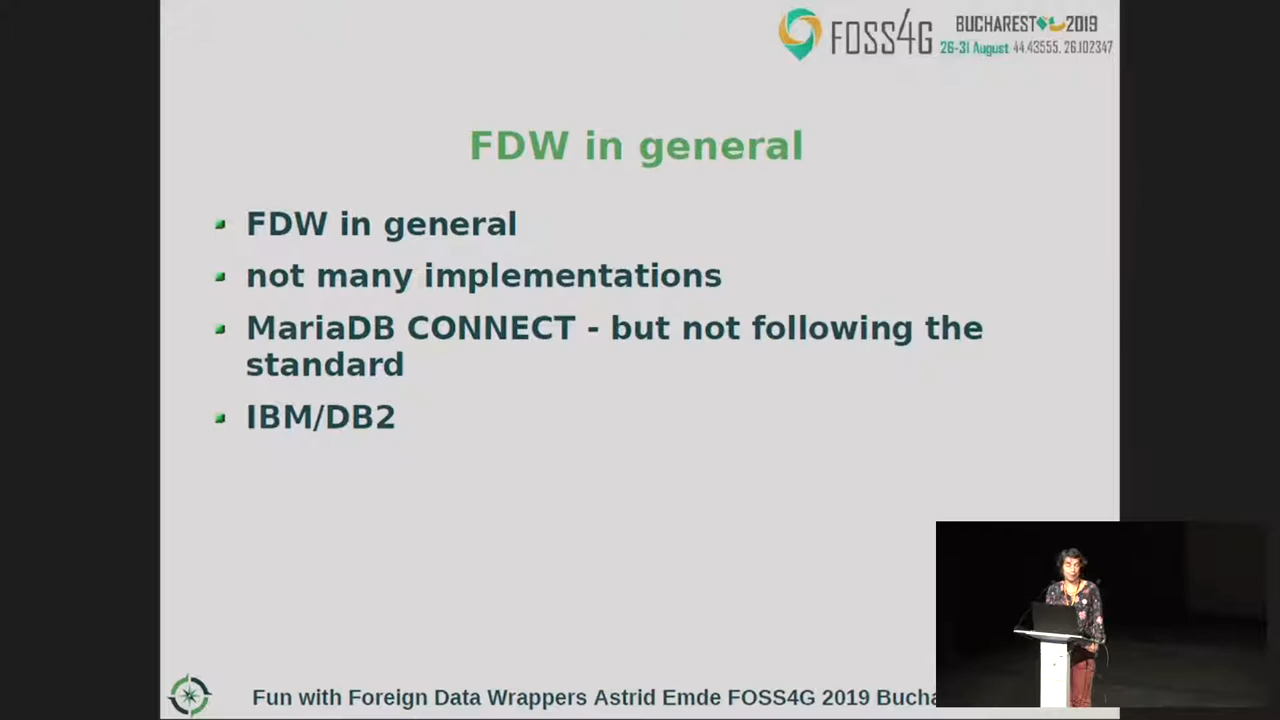 FOSS4G
BUCHAREST 2019
26-31 August 44.43555, 26.102347
FDW in general
FDW in general
not many implementations
MariaDB CONNECT - but not following the
standard
IBM/DB2
Fun with Foreign Data Wrappers Astrid Emde FOSS4G 2019 Bucha